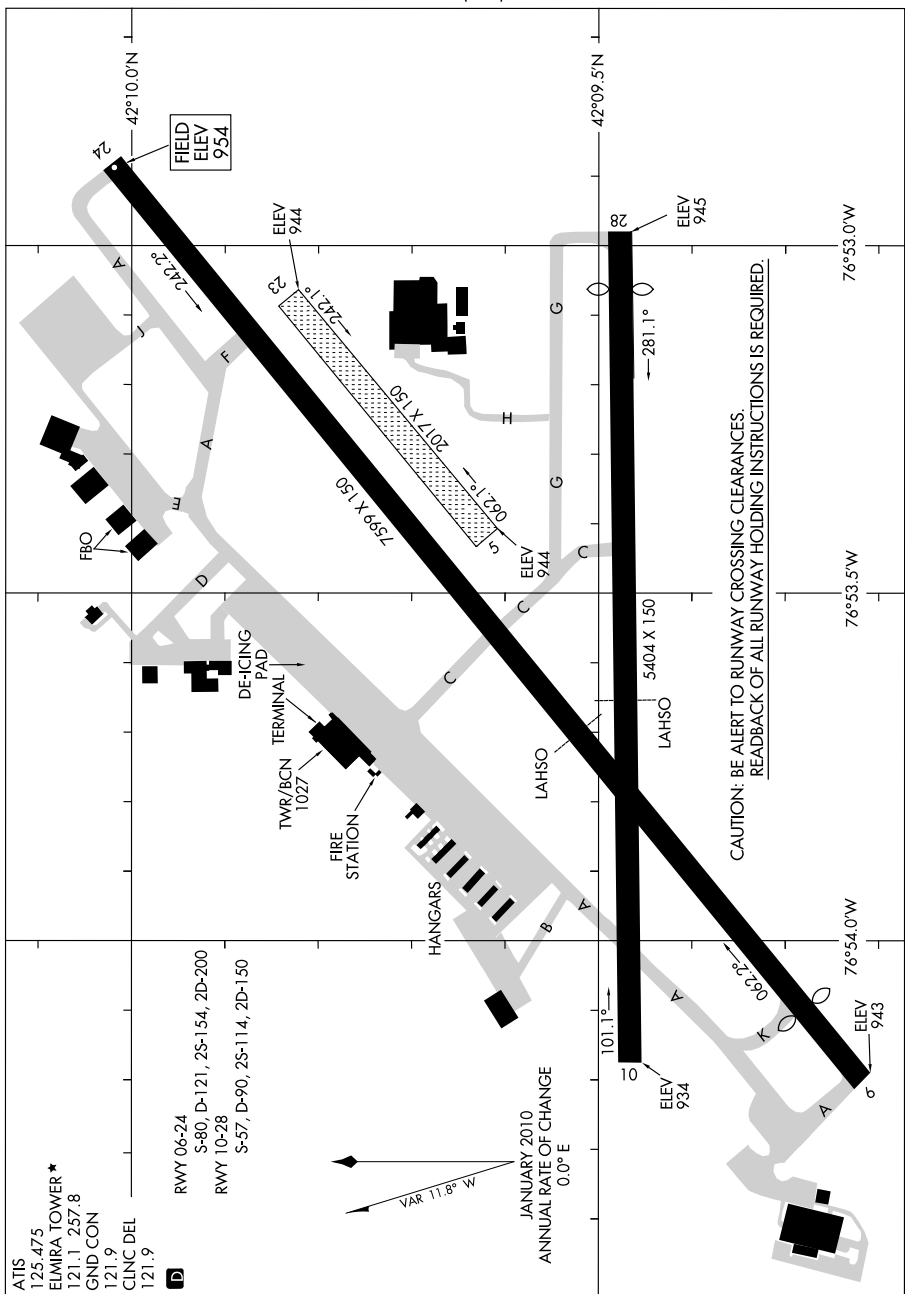 ATIS
125.475
ELMIRA TOWER ★
121.1 257.8
GND CON
121.9
CLNC DEL
121.9
D
RWY 06-24
S-80, D-121, 2S-154, 2D-200
RWY 10-28
S-57, D-90, 2S-114, 2D-150
VAR 11.8° W
JANUARY 2010
ANNUAL RATE OF CHANGE
0.0° E
FBO
D
E
A
J
A
F
24
242.2°
FIELD
ELEV
954
42°10.0'N
DE-ICING
PAD
TERMINAL
TWR/BCN
1027
FIRE
STATION
HANGARS
7599 X 150
23
ELEV
944
242.1°
2017 X 150
062.1°
5
ELEV
944
H
G
G
C
C
C
B
A
A
K
A
LAHSO
LAHSO
42°09.5'N
28
ELEV
945
281.1°
5404 X 150
101.1°
10
ELEV
934
062.2°
6
ELEV
943
76°54.0'W
76°53.5'W
76°53.0'W
CAUTION: BE ALERT TO RUNWAY CROSSING CLEARANCES.
READBACK OF ALL RUNWAY HOLDING INSTRUCTIONS IS REQUIRED.